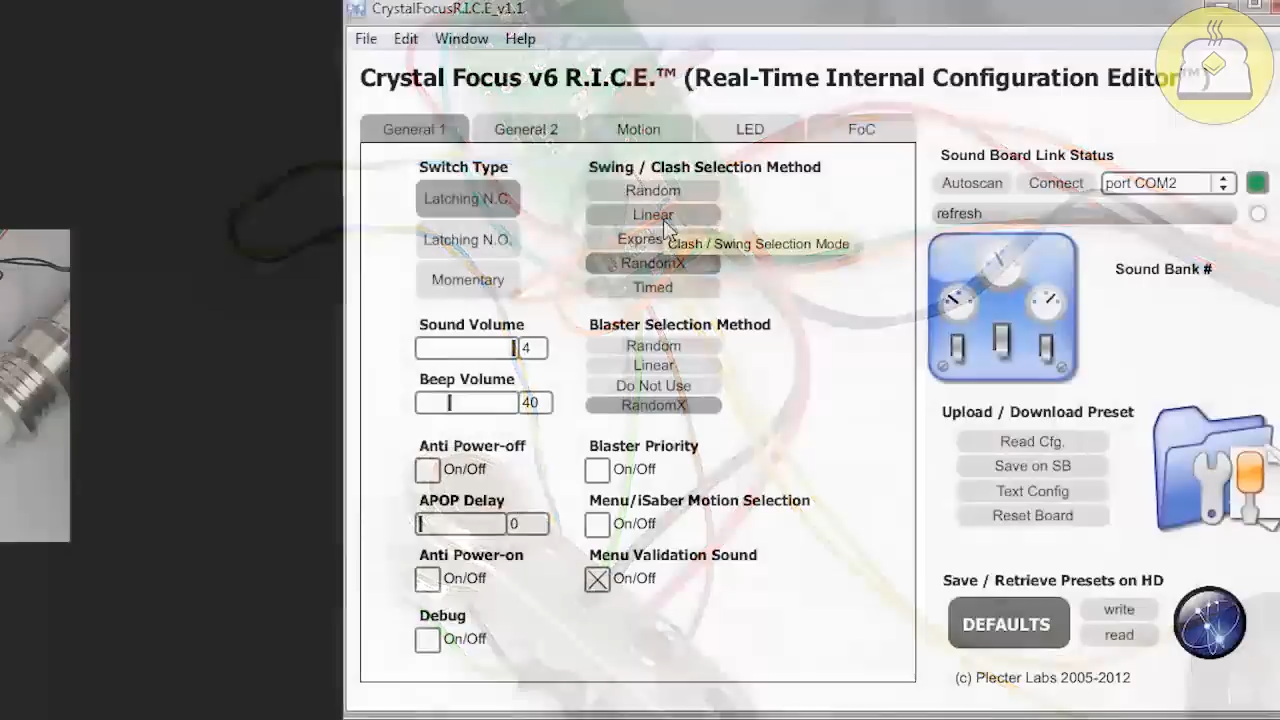 CrystalFocusR.I.C.E_v1.1
File Edit Window Help
Crystal Focus v6 R.I.C.E.™ (Real-Time Internal Configuration Editor™)
General 1 General 2 Motion LED FoC
Switch Type
Latching N.C.
Latching N.O.
Momentary
Sound Volume
4
Beep Volume
40
Anti Power-off
On/Off
APOP Delay
0
Anti Power-on
On/Off
Debug
On/Off
Swing / Clash Selection Method
Random
Linear
Clash / Swing Selection Mode
RandomX
Timed
Blaster Selection Method
Random
Linear
Do Not Use
RandomX
Blaster Priority
On/Off
Menu/iSaber Motion Selection
On/Off
Menu Validation Sound
On/Off
Sound Board Link Status
Autoscan Connect port COM2
refresh
Sound Bank #
Upload / Download Preset
Read Cfg.
Save on SB
Text Config
Reset Board
Save / Retrieve Presets on HD
DEFAULTS
write
read
(c) Plecter Labs 2005-2012